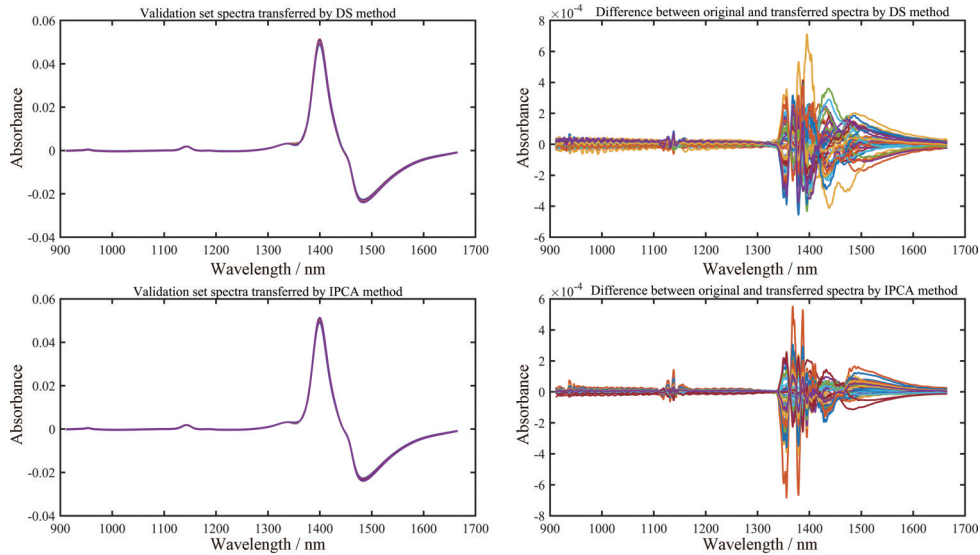 Validation set spectra transferred by DS method
0.06
0.04
0.02
0
-0.02
-0.04
Absorbance
900 1000 1100 1200 1300 1400 1500 1600 1700
Wavelength / nm
Difference between original and transferred spectra by DS method
×10⁻⁴
8
6
4
2
0
-2
-4
-6
Absorbance
900 1000 1100 1200 1300 1400 1500 1600 1700
Wavelength / nm
Validation set spectra transferred by IPCA method
0.06
0.04
0.02
0
-0.02
-0.04
Absorbance
900 1000 1100 1200 1300 1400 1500 1600 1700
Wavelength / nm
Difference between original and transferred spectra by IPCA method
×10⁻⁴
6
4
2
0
-2
-4
-6
-8
Absorbance
900 1000 1100 1200 1300 1400 1500 1600 1700
Wavelength / nm